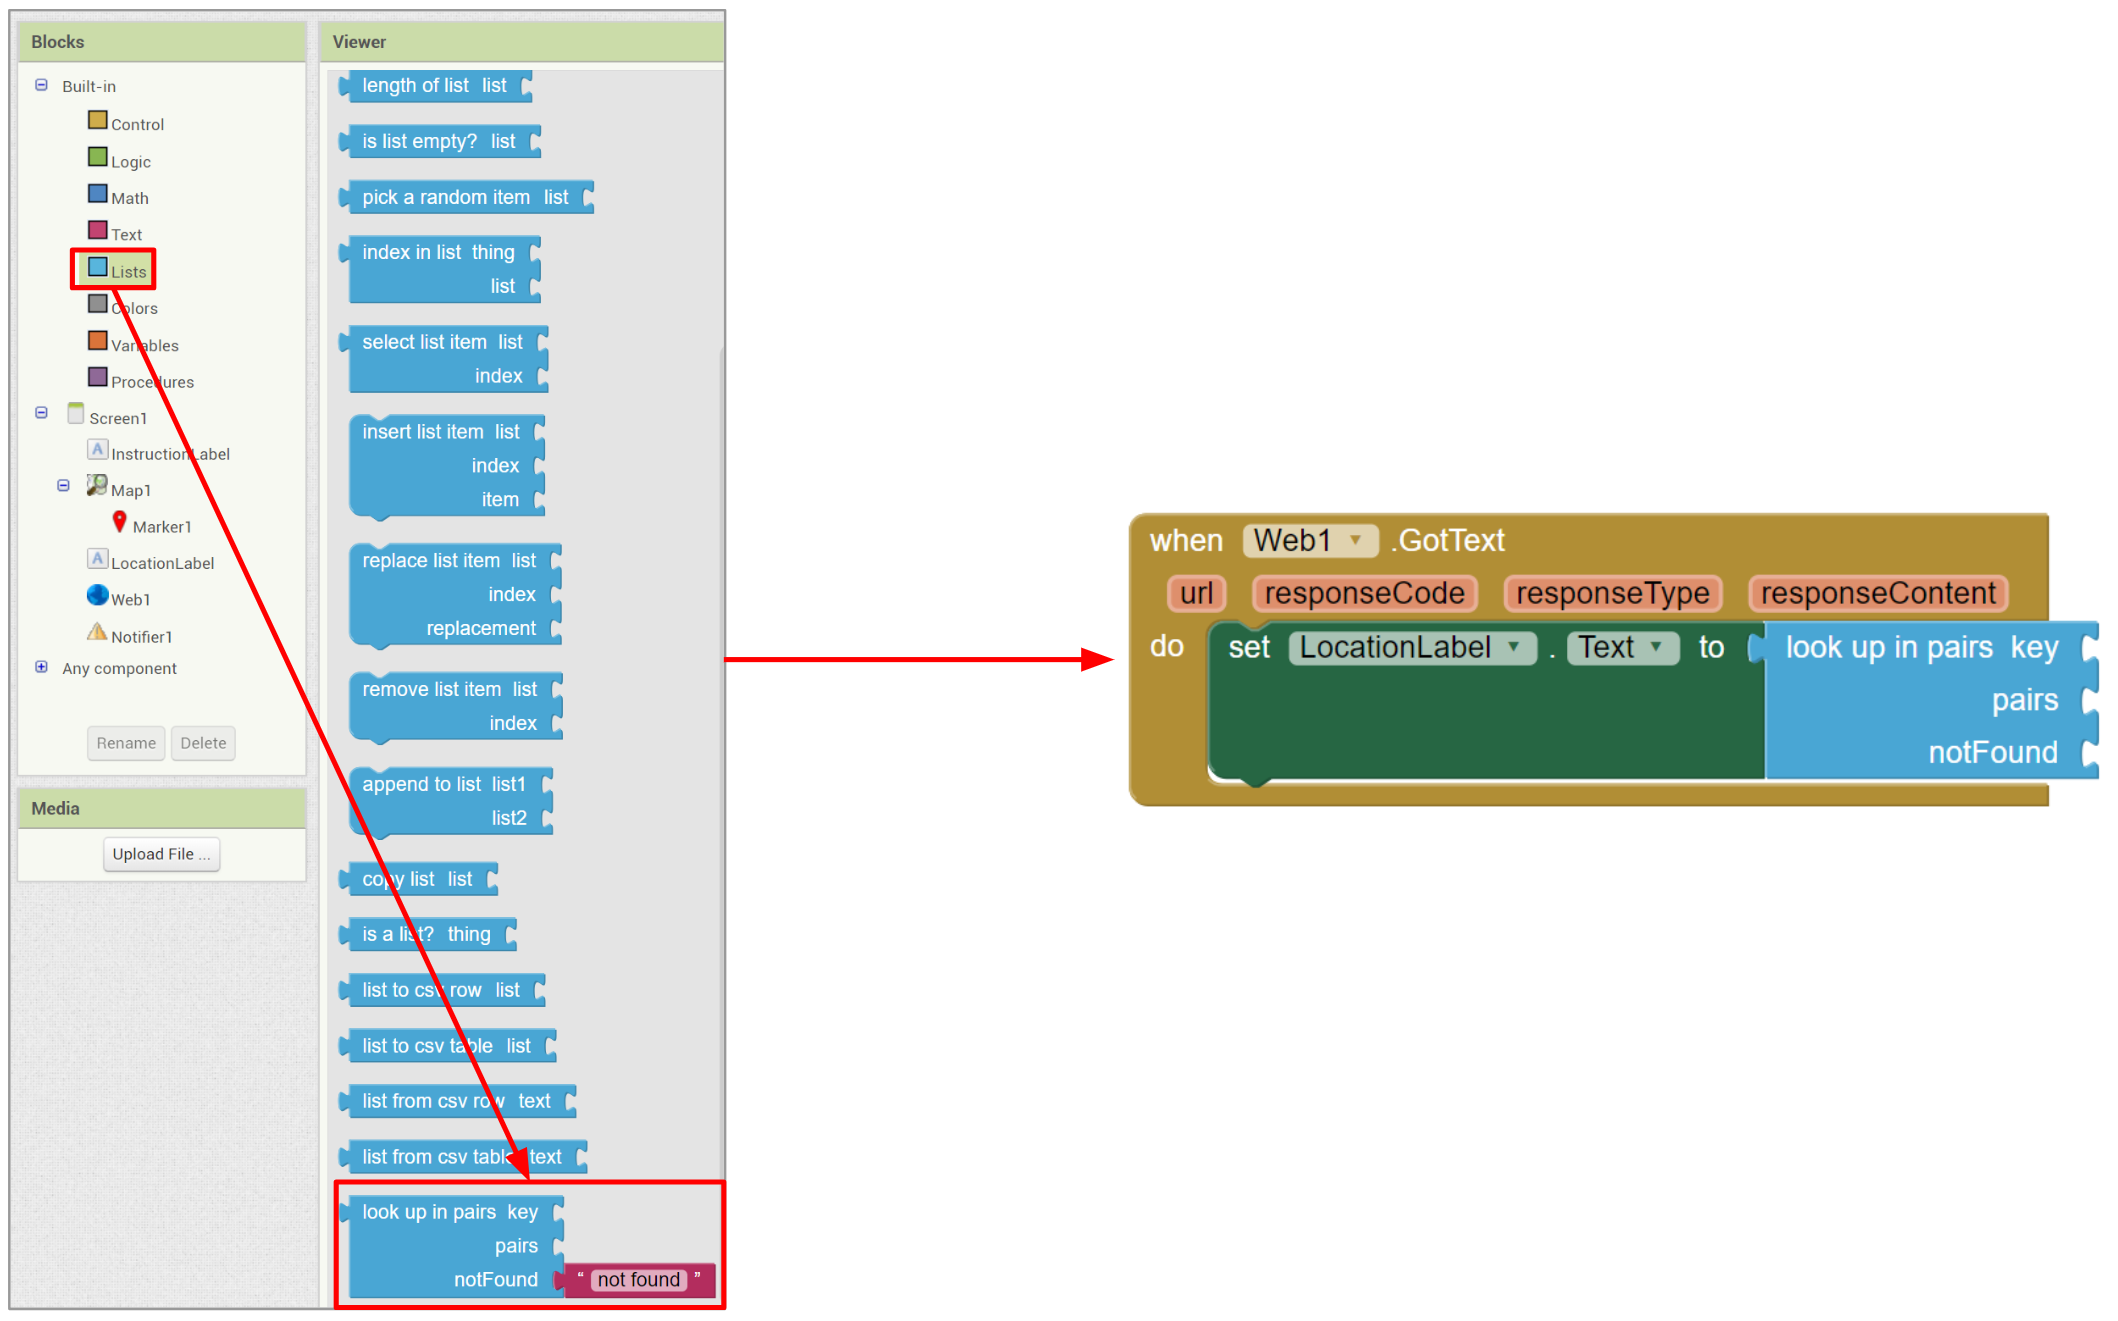 Blocks
Built-in
Control
Logic
Math
Text
Lists
Colors
Variables
Procedures
Screen1
InstructionLabel
Map1
Marker1
LocationLabel
Web1
Notifier1
Any component
Rename Delete
Media
Upload File ...
Viewer
length of list list
is list empty? list
pick a random item list
index in list thing
list
select list item list
index
insert list item list
index
item
replace list item list
index
replacement
remove list item list
index
append to list list1
list2
copy list list
is a list? thing
list to csv row list
list to csv table list
list from csv row text
list from csv table text
look up in pairs key
pairs
notFound “ not found ”
when Web1 .GotText
url responseCode responseType responseContent
do set LocationLabel . Text to look up in pairs key
pairs
notFound